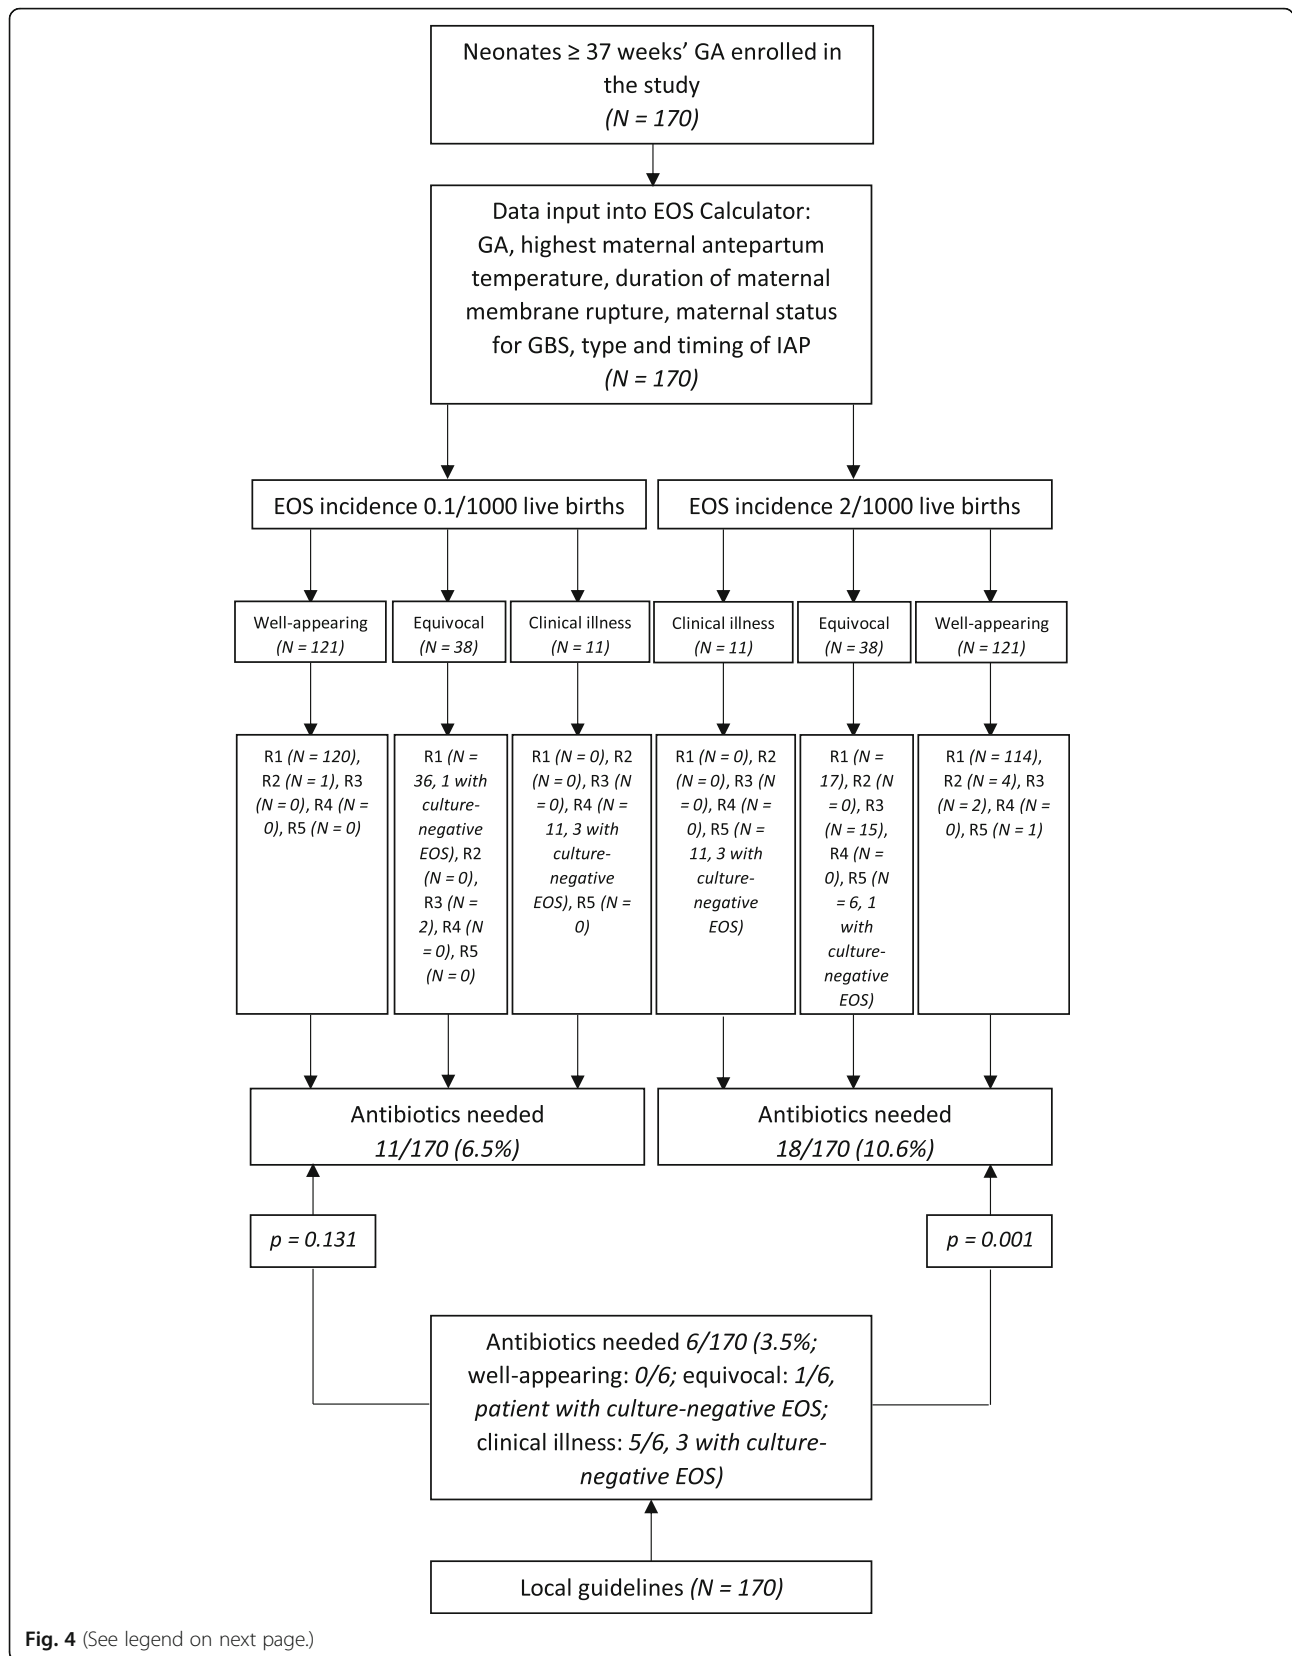 Neonates ≥ 37 weeks’ GA enrolled in
the study
(N = 170)
Data input into EOS Calculator:
GA, highest maternal antepartum
temperature, duration of maternal
membrane rupture, maternal status
for GBS, type and timing of IAP
(N = 170)
EOS incidence 0.1/1000 live births
EOS incidence 2/1000 live births
Well-appearing
(N = 121)
Equivocal
(N = 38)
Clinical illness
(N = 11)
Clinical illness
(N = 11)
Equivocal
(N = 38)
Well-appearing
(N = 121)
R1 (N = 120),
R2 (N = 1), R3
(N = 0), R4 (N =
0), R5 (N = 0)
R1 (N =
36, 1 with
culture-
negative
EOS), R2
(N = 0),
R3 (N =
2), R4 (N
= 0), R5
(N = 0)
R1 (N = 0), R2
(N = 0), R3 (N
= 0), R4 (N =
11, 3 with
culture-
negative
EOS), R5 (N =
0)
R1 (N = 0), R2
(N = 0), R3 (N
= 0), R4 (N =
0), R5 (N =
11, 3 with
culture-
negative
EOS)
R1 (N =
17), R2 (N
= 0), R3
(N = 15),
R4 (N =
0), R5 (N
= 6, 1
with
culture-
negative
EOS)
R1 (N = 114),
R2 (N = 4), R3
(N = 2), R4 (N =
0), R5 (N = 1)
Antibiotics needed
11/170 (6.5%)
Antibiotics needed
18/170 (10.6%)
p = 0.131
p = 0.001
Antibiotics needed 6/170 (3.5%;
well-appearing: 0/6; equivocal: 1/6,
patient with culture-negative EOS;
clinical illness: 5/6, 3 with culture-
negative EOS)
Local guidelines (N = 170)
Fig. 4 (See legend on next page.)